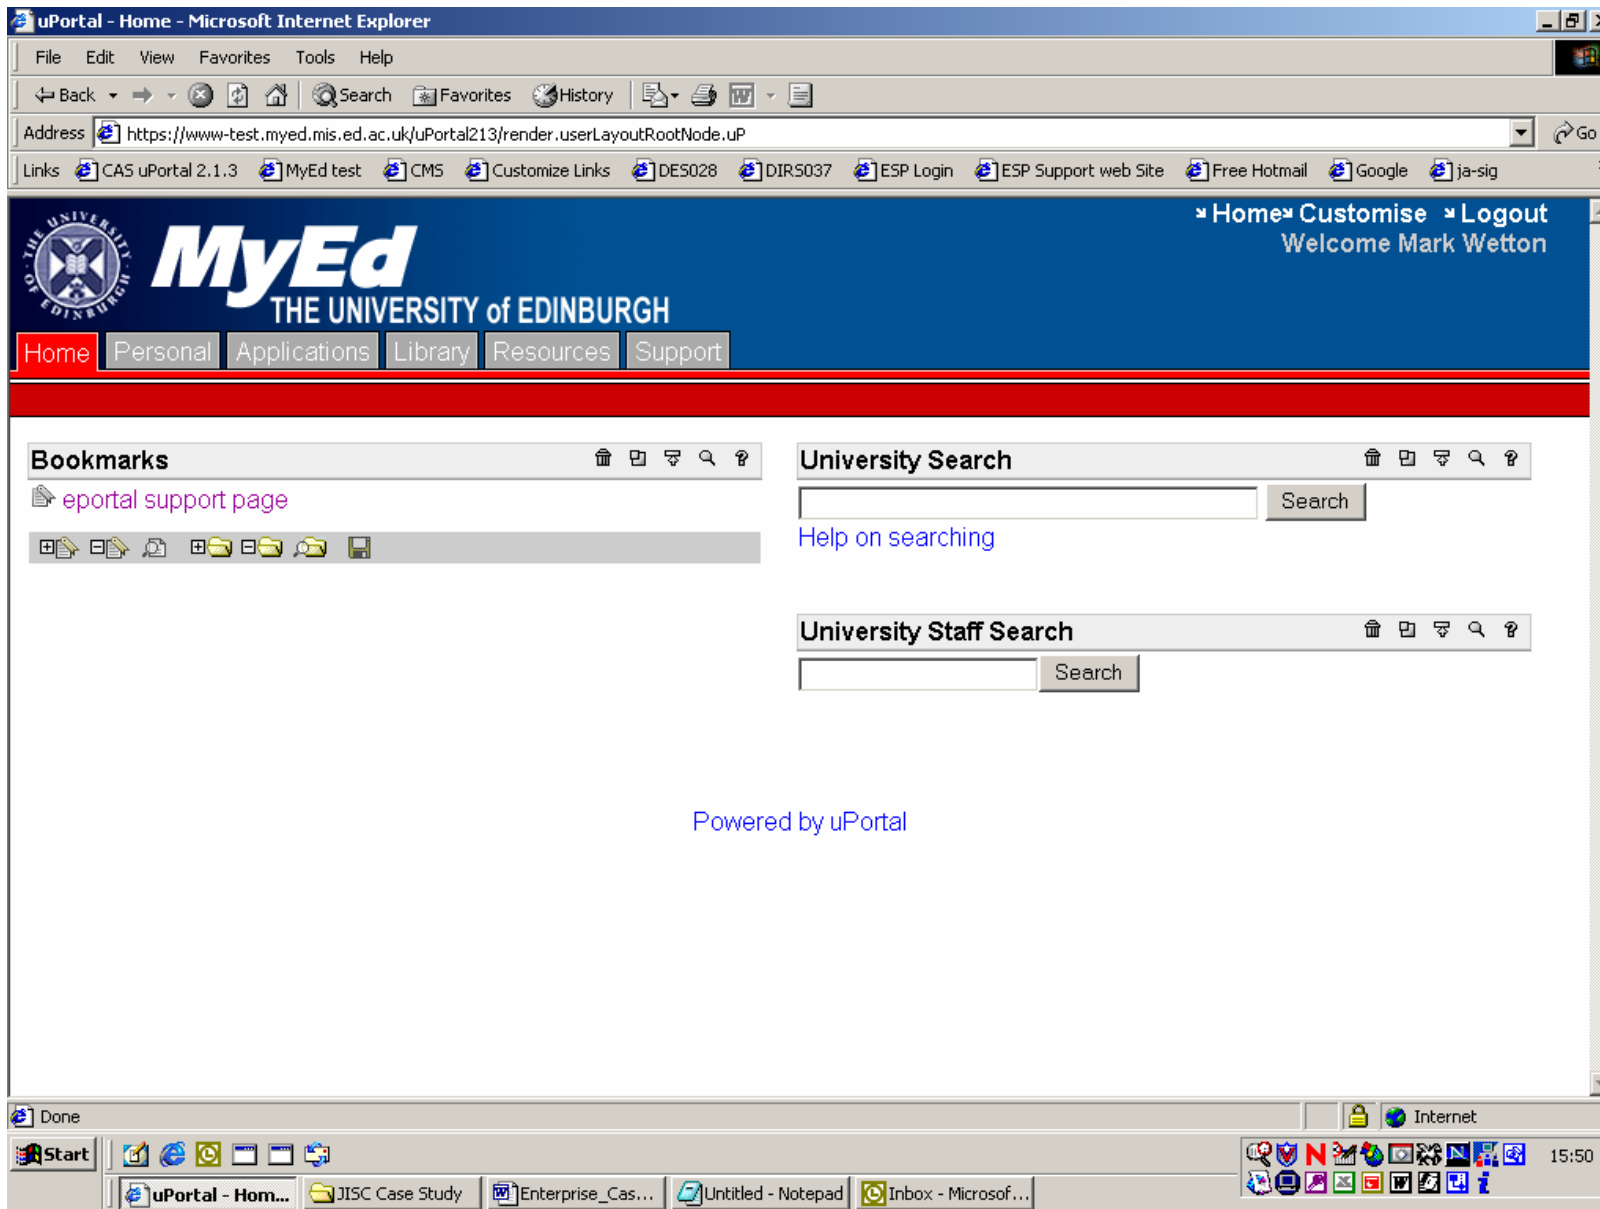 uPortal - Home - Microsoft Internet Explorer
File Edit View Favorites Tools Help
Back Search Favorites History
Address https://www-test.myed.mis.ed.ac.uk/uPortal213/render.userLayoutRootNode.uP Go
Links CAS uPortal 2.1.3 MyEd test CMS Customize Links DES028 DIRS037 ESP Login ESP Support web Site Free Hotmail Google ja-sig
Home Customise Logout
Welcome Mark Wetton
THE UNIVERSITY OF EDINBURGH
MyEd
THE UNIVERSITY of EDINBURGH
Home Personal Applications Library Resources Support
Bookmarks
eportal support page
University Search
Search
Help on searching
University Staff Search
Search
Powered by uPortal
Done Internet
Start 15:50
uPortal - Hom... JISC Case Study Enterprise_Cas... Untitled - Notepad Inbox - Microsof...